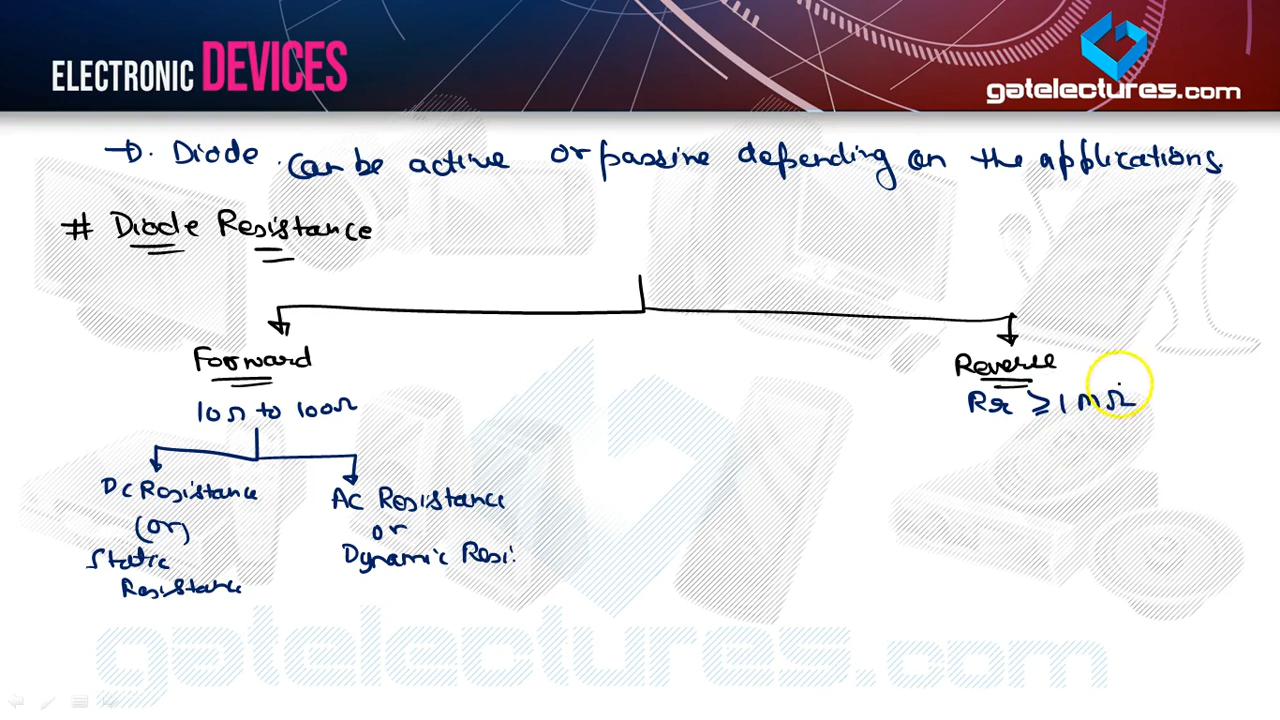 ELECTRONIC DEVICES
gatelectures.com
→ Diode can be active or passive depending on the applications.
# Diode Resistance
Forward
Reverse
10Ω to 100Ω
Rr ≥ 1 MΩ
DC Resistance
(or)
Static
Resistance
AC Resistance
or
Dynamic Resi
gatelectures.com